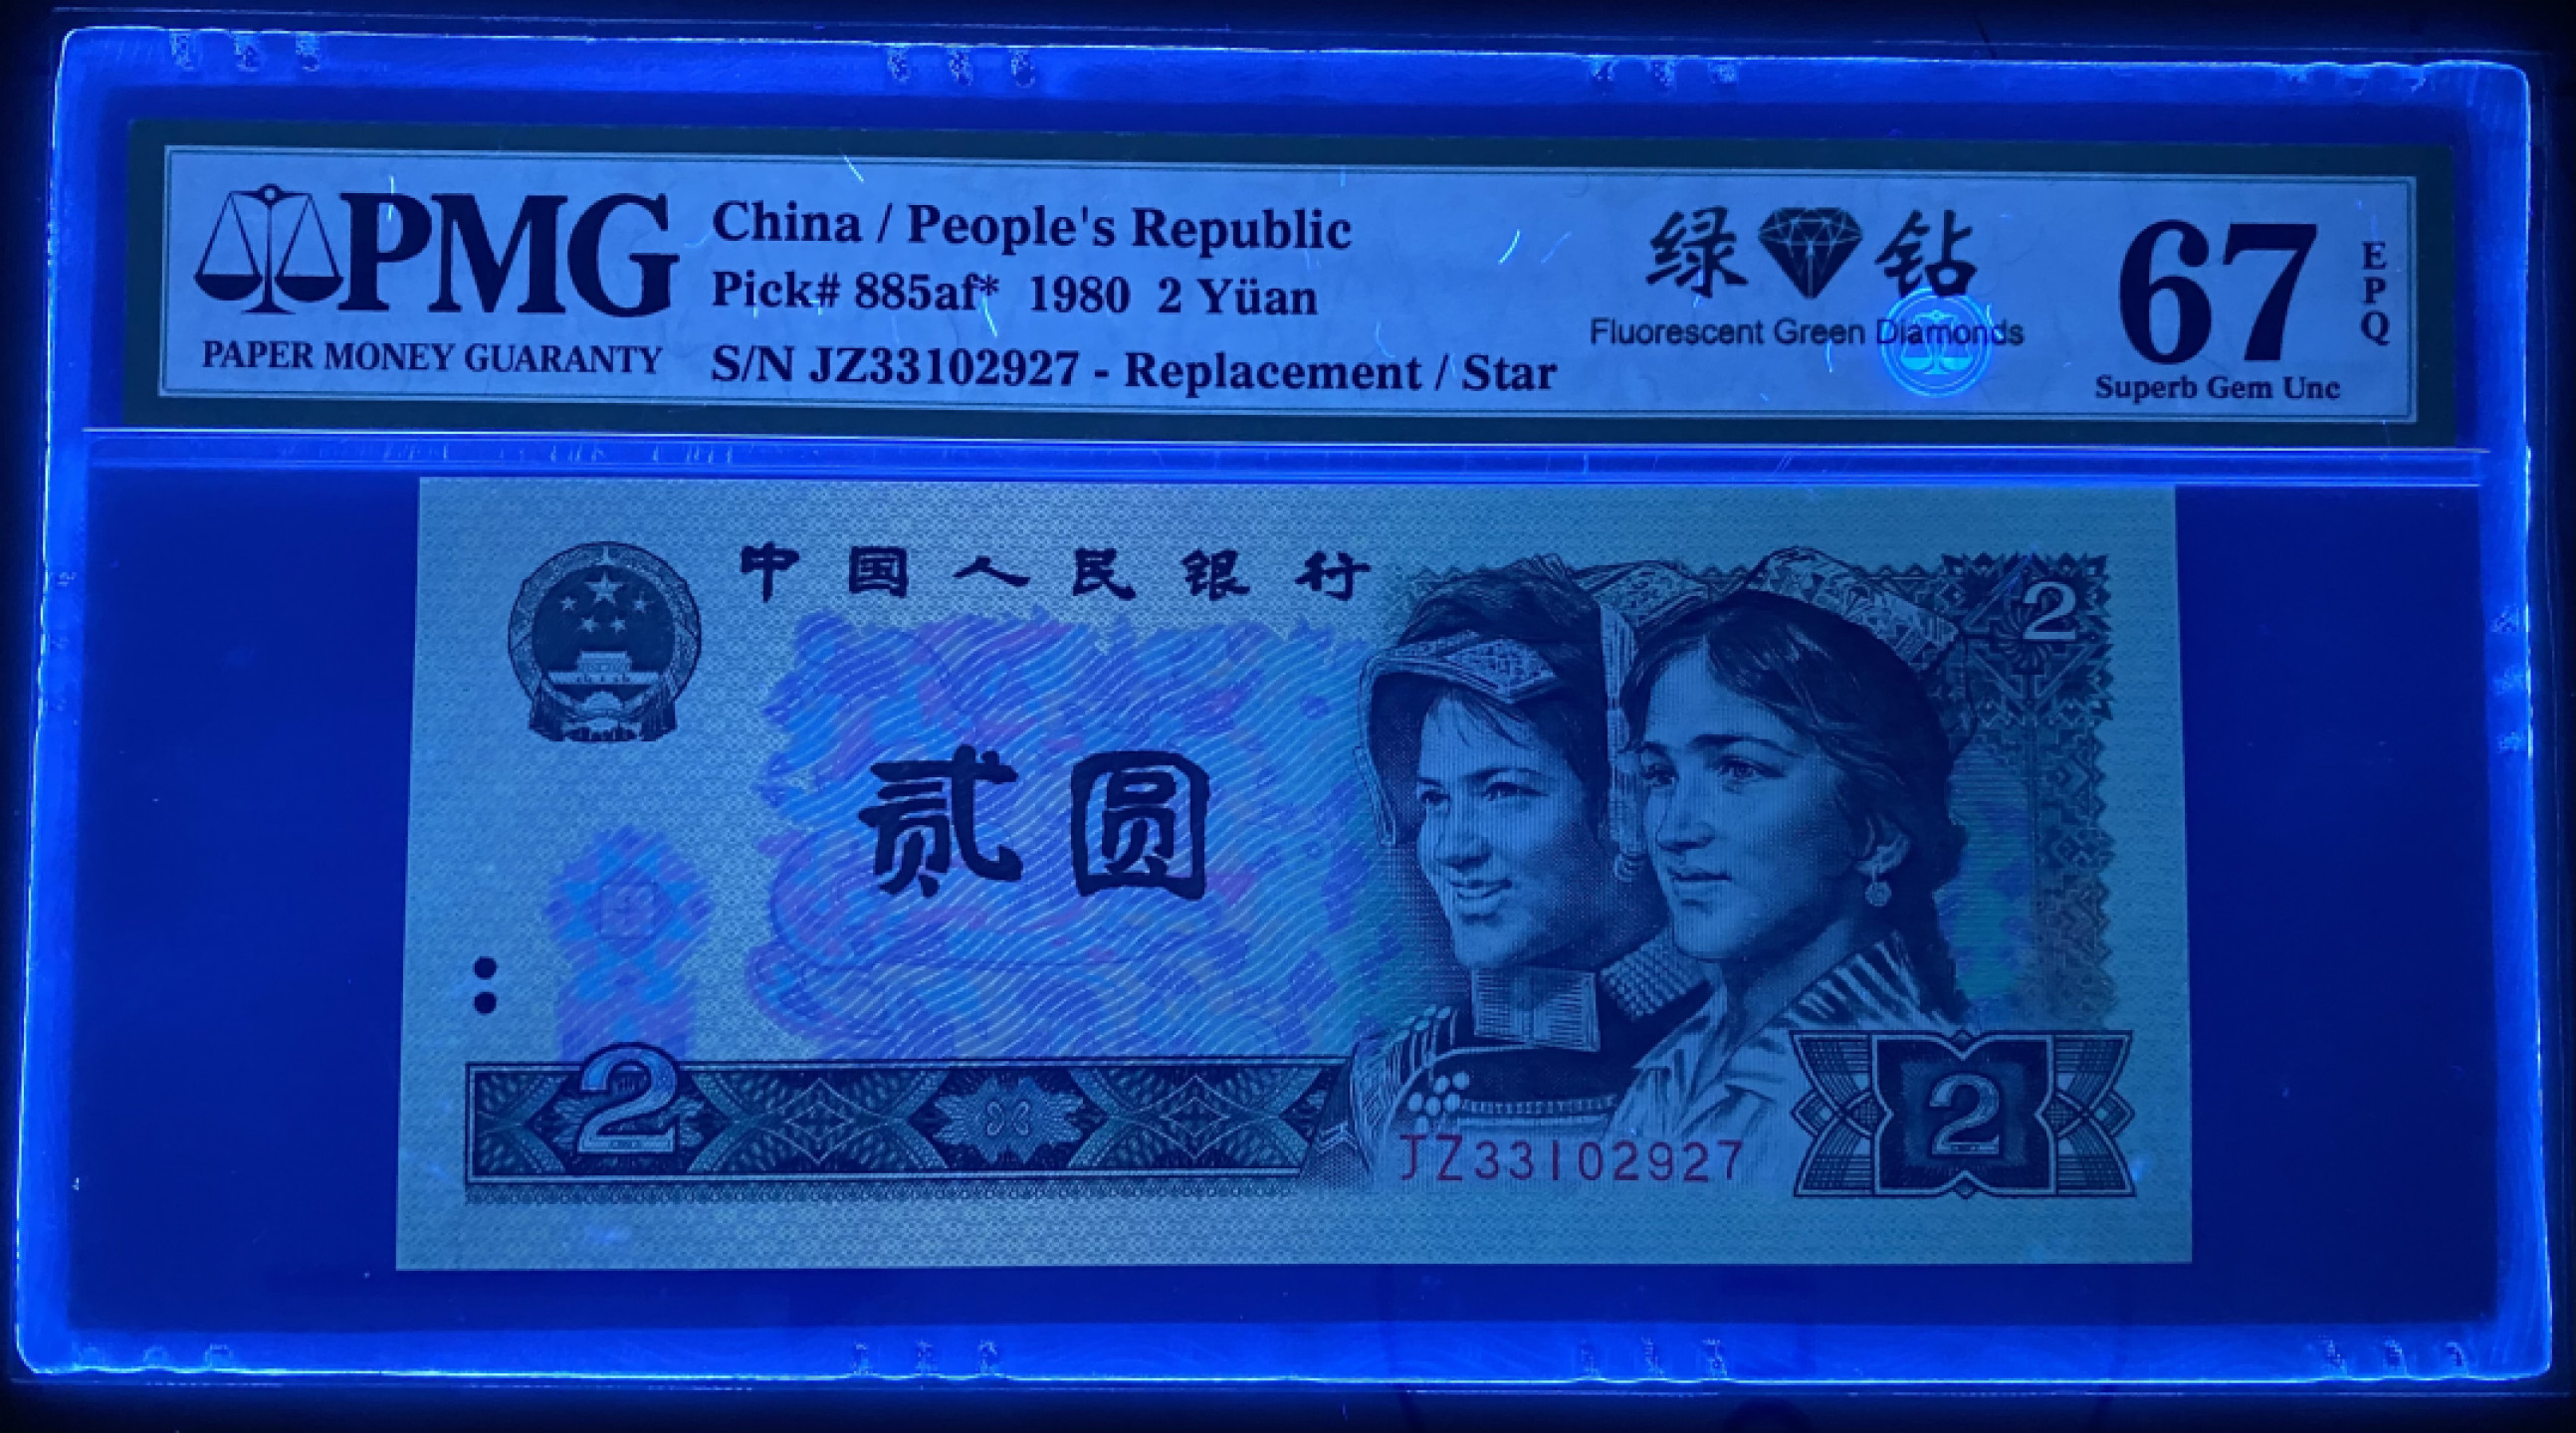 PMG
PAPER MONEY GUARANTY
China / People's Republic
Pick# 885af* 1980 2 Yüan
S/N JZ33102927 - Replacement / Star
绿 钻
Fluorescent Green Diamonds
67
EPQ
Superb Gem Unc
中国人民银行
2
贰圆
2
JZ33102927
2